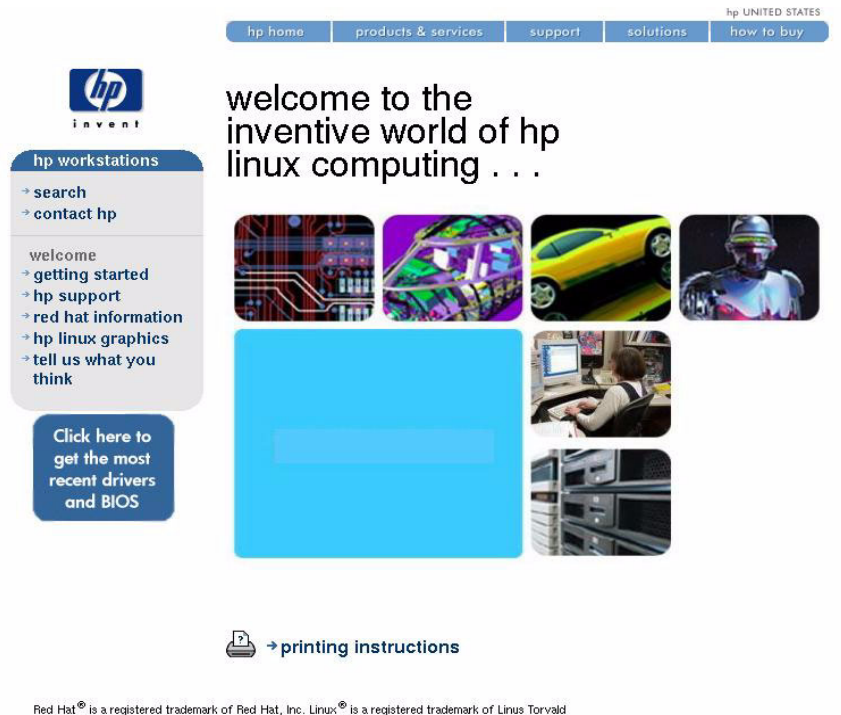 hp UNITED STATES
hp home
products & services
support
solutions
how to buy
hp
invent
welcome to the
inventive world of hp
linux computing . . .
hp workstations
search
contact hp
welcome
getting started
hp support
red hat information
hp linux graphics
tell us what you
think
Click here to
get the most
recent drivers
and BIOS
printing instructions
Red Hat® is a registered trademark of Red Hat, Inc. Linux® is a registered trademark of Linus Torvald